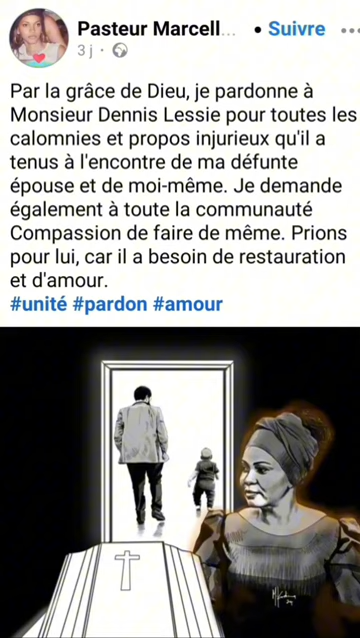 Pasteur Marcell... • Suivre
3 j ·
Par la grâce de Dieu, je pardonne à
Monsieur Dennis Lessie pour toutes les
calomnies et propos injurieux qu'il a
tenus à l'encontre de ma défunte
épouse et de moi-même. Je demande
également à toute la communauté
Compassion de faire de même. Prions
pour lui, car il a besoin de restauration
et d'amour.
#unité #pardon #amour